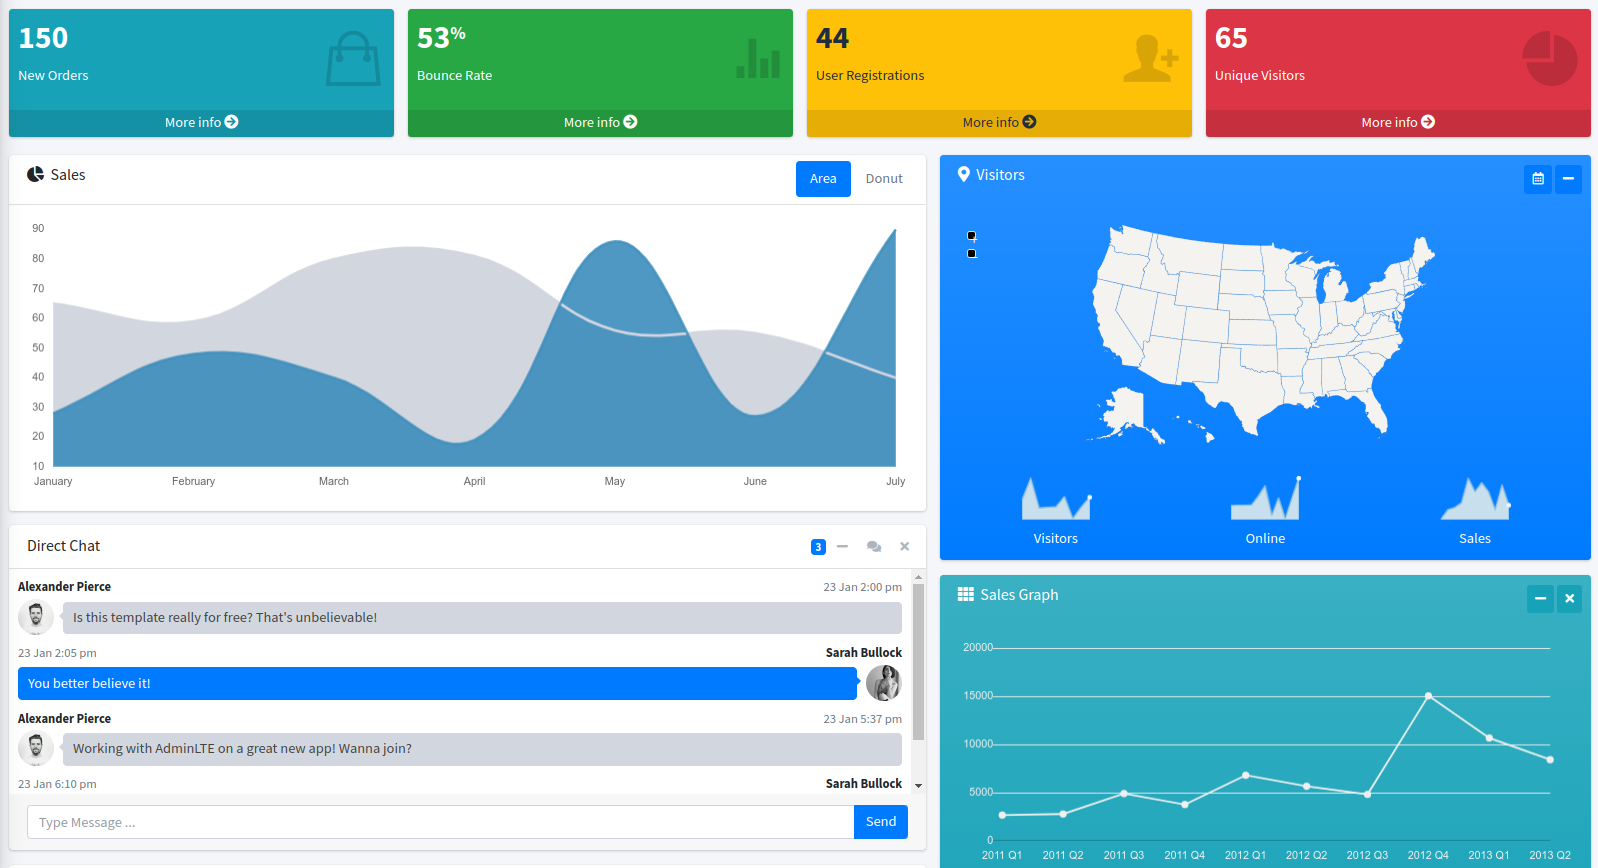 150
New Orders
More info
53%
Bounce Rate
More info
44
User Registrations
More info
65
Unique Visitors
More info
Sales
Area Donut
90
80
70
60
50
40
30
20
10
January February March April May June July
Visitors
Visitors Online Sales
Direct Chat
3
Alexander Pierce 23 Jan 2:00 pm
Is this template really for free? That's unbelievable!
23 Jan 2:05 pm Sarah Bullock
You better believe it!
Alexander Pierce 23 Jan 5:37 pm
Working with AdminLTE on a great new app! Wanna join?
23 Jan 6:10 pm Sarah Bullock
Type Message ... Send
Sales Graph
20000
15000
10000
5000
0
2011 Q1 2011 Q2 2011 Q3 2011 Q4 2012 Q1 2012 Q2 2012 Q3 2012 Q4 2013 Q1 2013 Q2